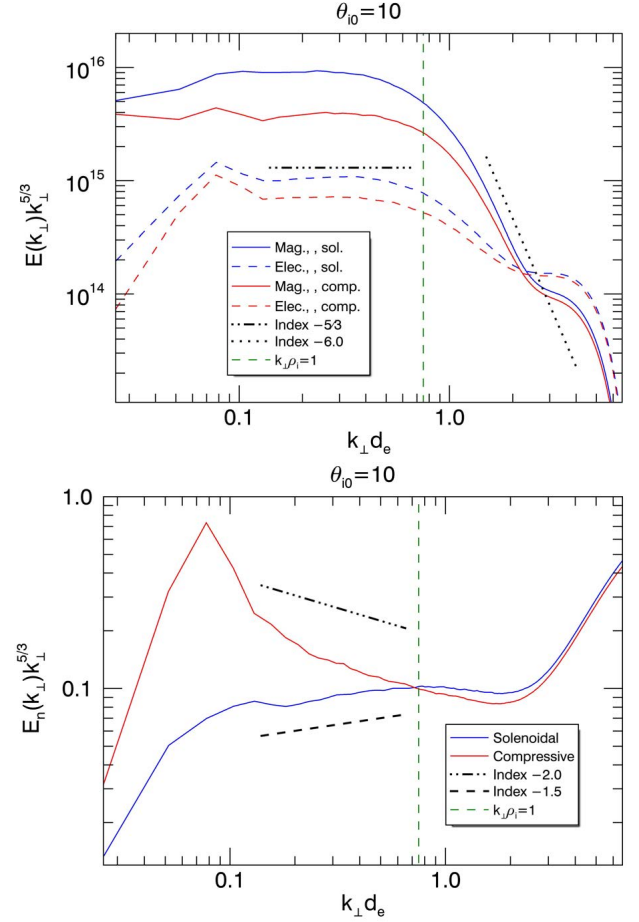 θi0=10
10^16
10^15
10^14
E(k⊥)k⊥^5/3
Mag., , sol.
Elec., , sol.
Mag., , comp.
Elec., , comp.
Index −5⁄3
Index −6.0
k⊥ρi=1
0.1
1.0
k⊥de
θi0=10
1.0
0.1
En(k⊥)k⊥^5/3
Solenoidal
Compressive
Index −2.0
Index −1.5
k⊥ρi=1
0.1
1.0
k⊥de